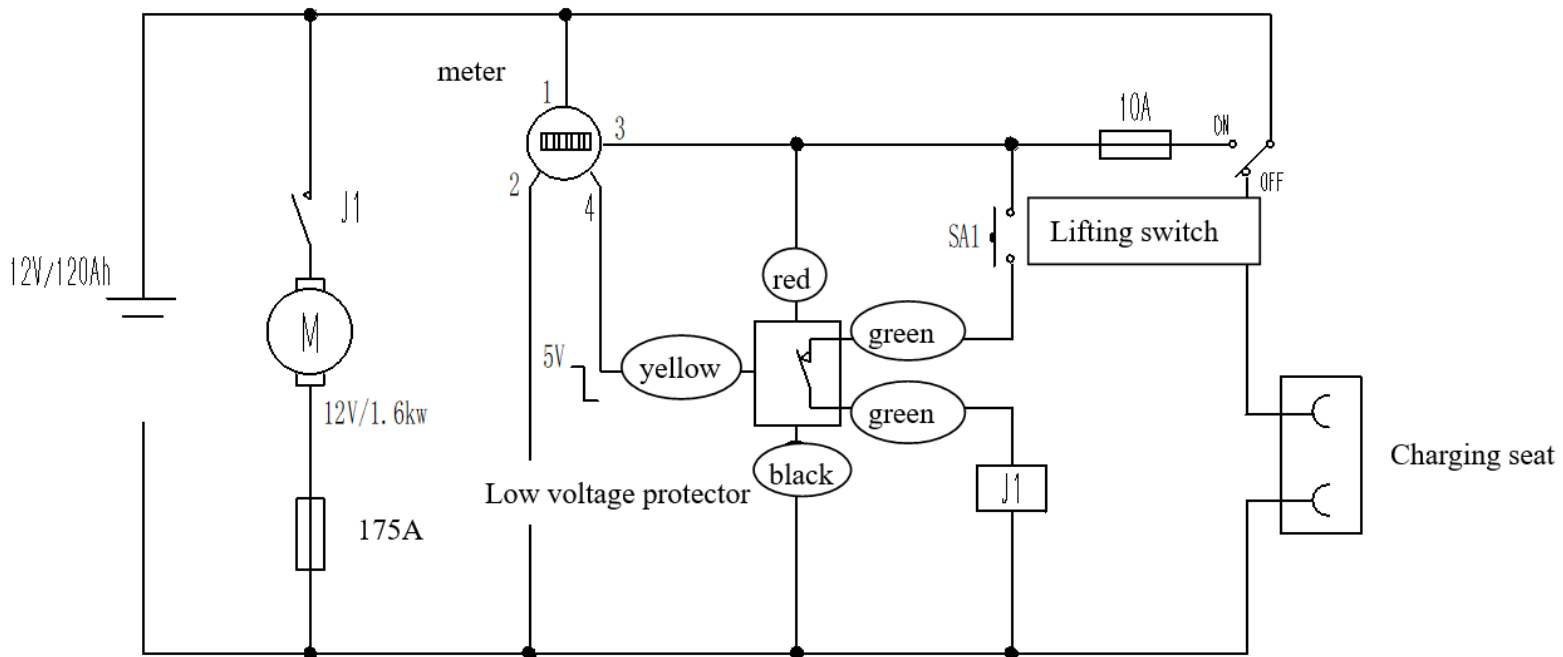 meter
1
3
2
4
10A
ON
OFF
J1
SA1
Lifting switch
12V/120Ah
red
M
green
5V
yellow
12V/1.6kw
green
black
Charging seat
Low voltage protector
J1
175A